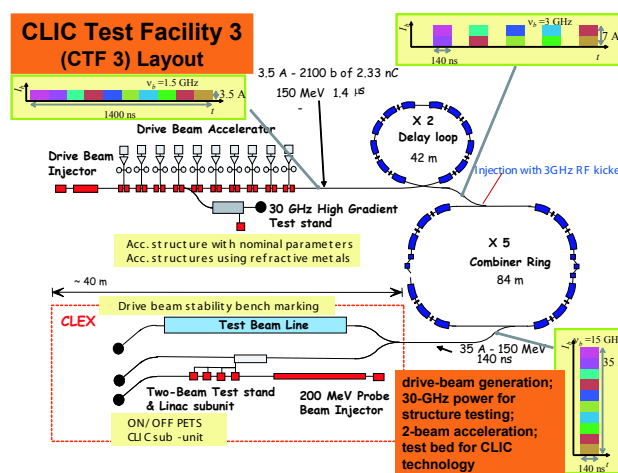 CLIC Test Facility 3
(CTF 3) Layout
ν_b =1.5 GHz
3.5 A
1400 ns
t
3.5 A - 2100 b of 2.33 nC
150 MeV 1.4 μs
-
ν_b =3 GHz
7 A
140 ns
t
Drive Beam Accelerator
Drive Beam
Injector
X 2
Delay loop
42 m
Injection with 3GHz RF kicker
30 GHz High Gradient
Test stand
Acc. structure with nominal parameters
Acc. structures using refractive metals
X 5
Combiner Ring
84 m
~ 40 m
Drive beam stability bench marking
CLEX
Test Beam Line
35 A - 150 MeV
140 ns
ν_b =15 GHz
35
140 ns
t
Two-Beam Test stand
& Linac subunit
200 MeV Probe
Beam Injector
ON/OFF PETS
CLIC sub -unit
drive-beam generation;
30-GHz power for
structure testing;
2-beam acceleration;
test bed for CLIC
technology